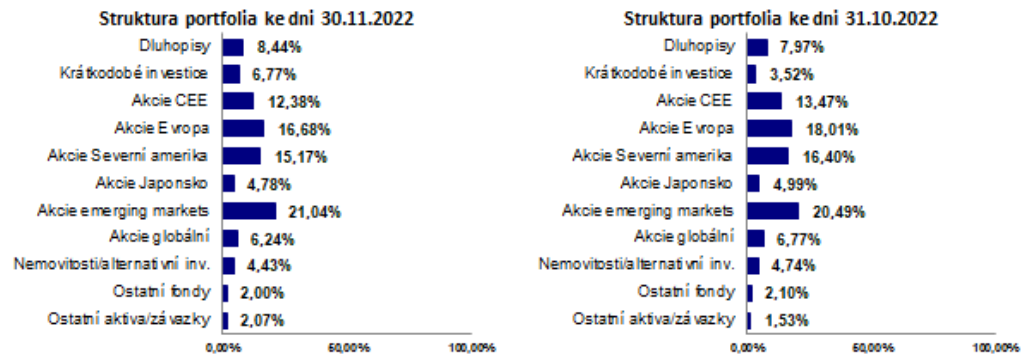 Struktura portfolia ke dni 30.11.2022
Dluhopisy 8,44%
Krátkodobé investice 6,77%
Akcie CEE 12,38%
Akcie Evropa 16,68%
Akcie Severní amerika 15,17%
Akcie Japonsko 4,78%
Akcie emerging markets 21,04%
Akcie globální 6,24%
Nemovitosti/alternativní inv. 4,43%
Ostatní fondy 2,00%
Ostatní aktiva/závazky 2,07%
0,00% 50,00% 100,00%
Struktura portfolia ke dni 31.10.2022
Dluhopisy 7,97%
Krátkodobé investice 3,52%
Akcie CEE 13,47%
Akcie Evropa 18,01%
Akcie Severní amerika 16,40%
Akcie Japonsko 4,99%
Akcie emerging markets 20,49%
Akcie globální 6,77%
Nemovitosti/alternativní inv. 4,74%
Ostatní fondy 2,10%
Ostatní aktiva/závazky 1,53%
0,00% 50,00% 100,00%